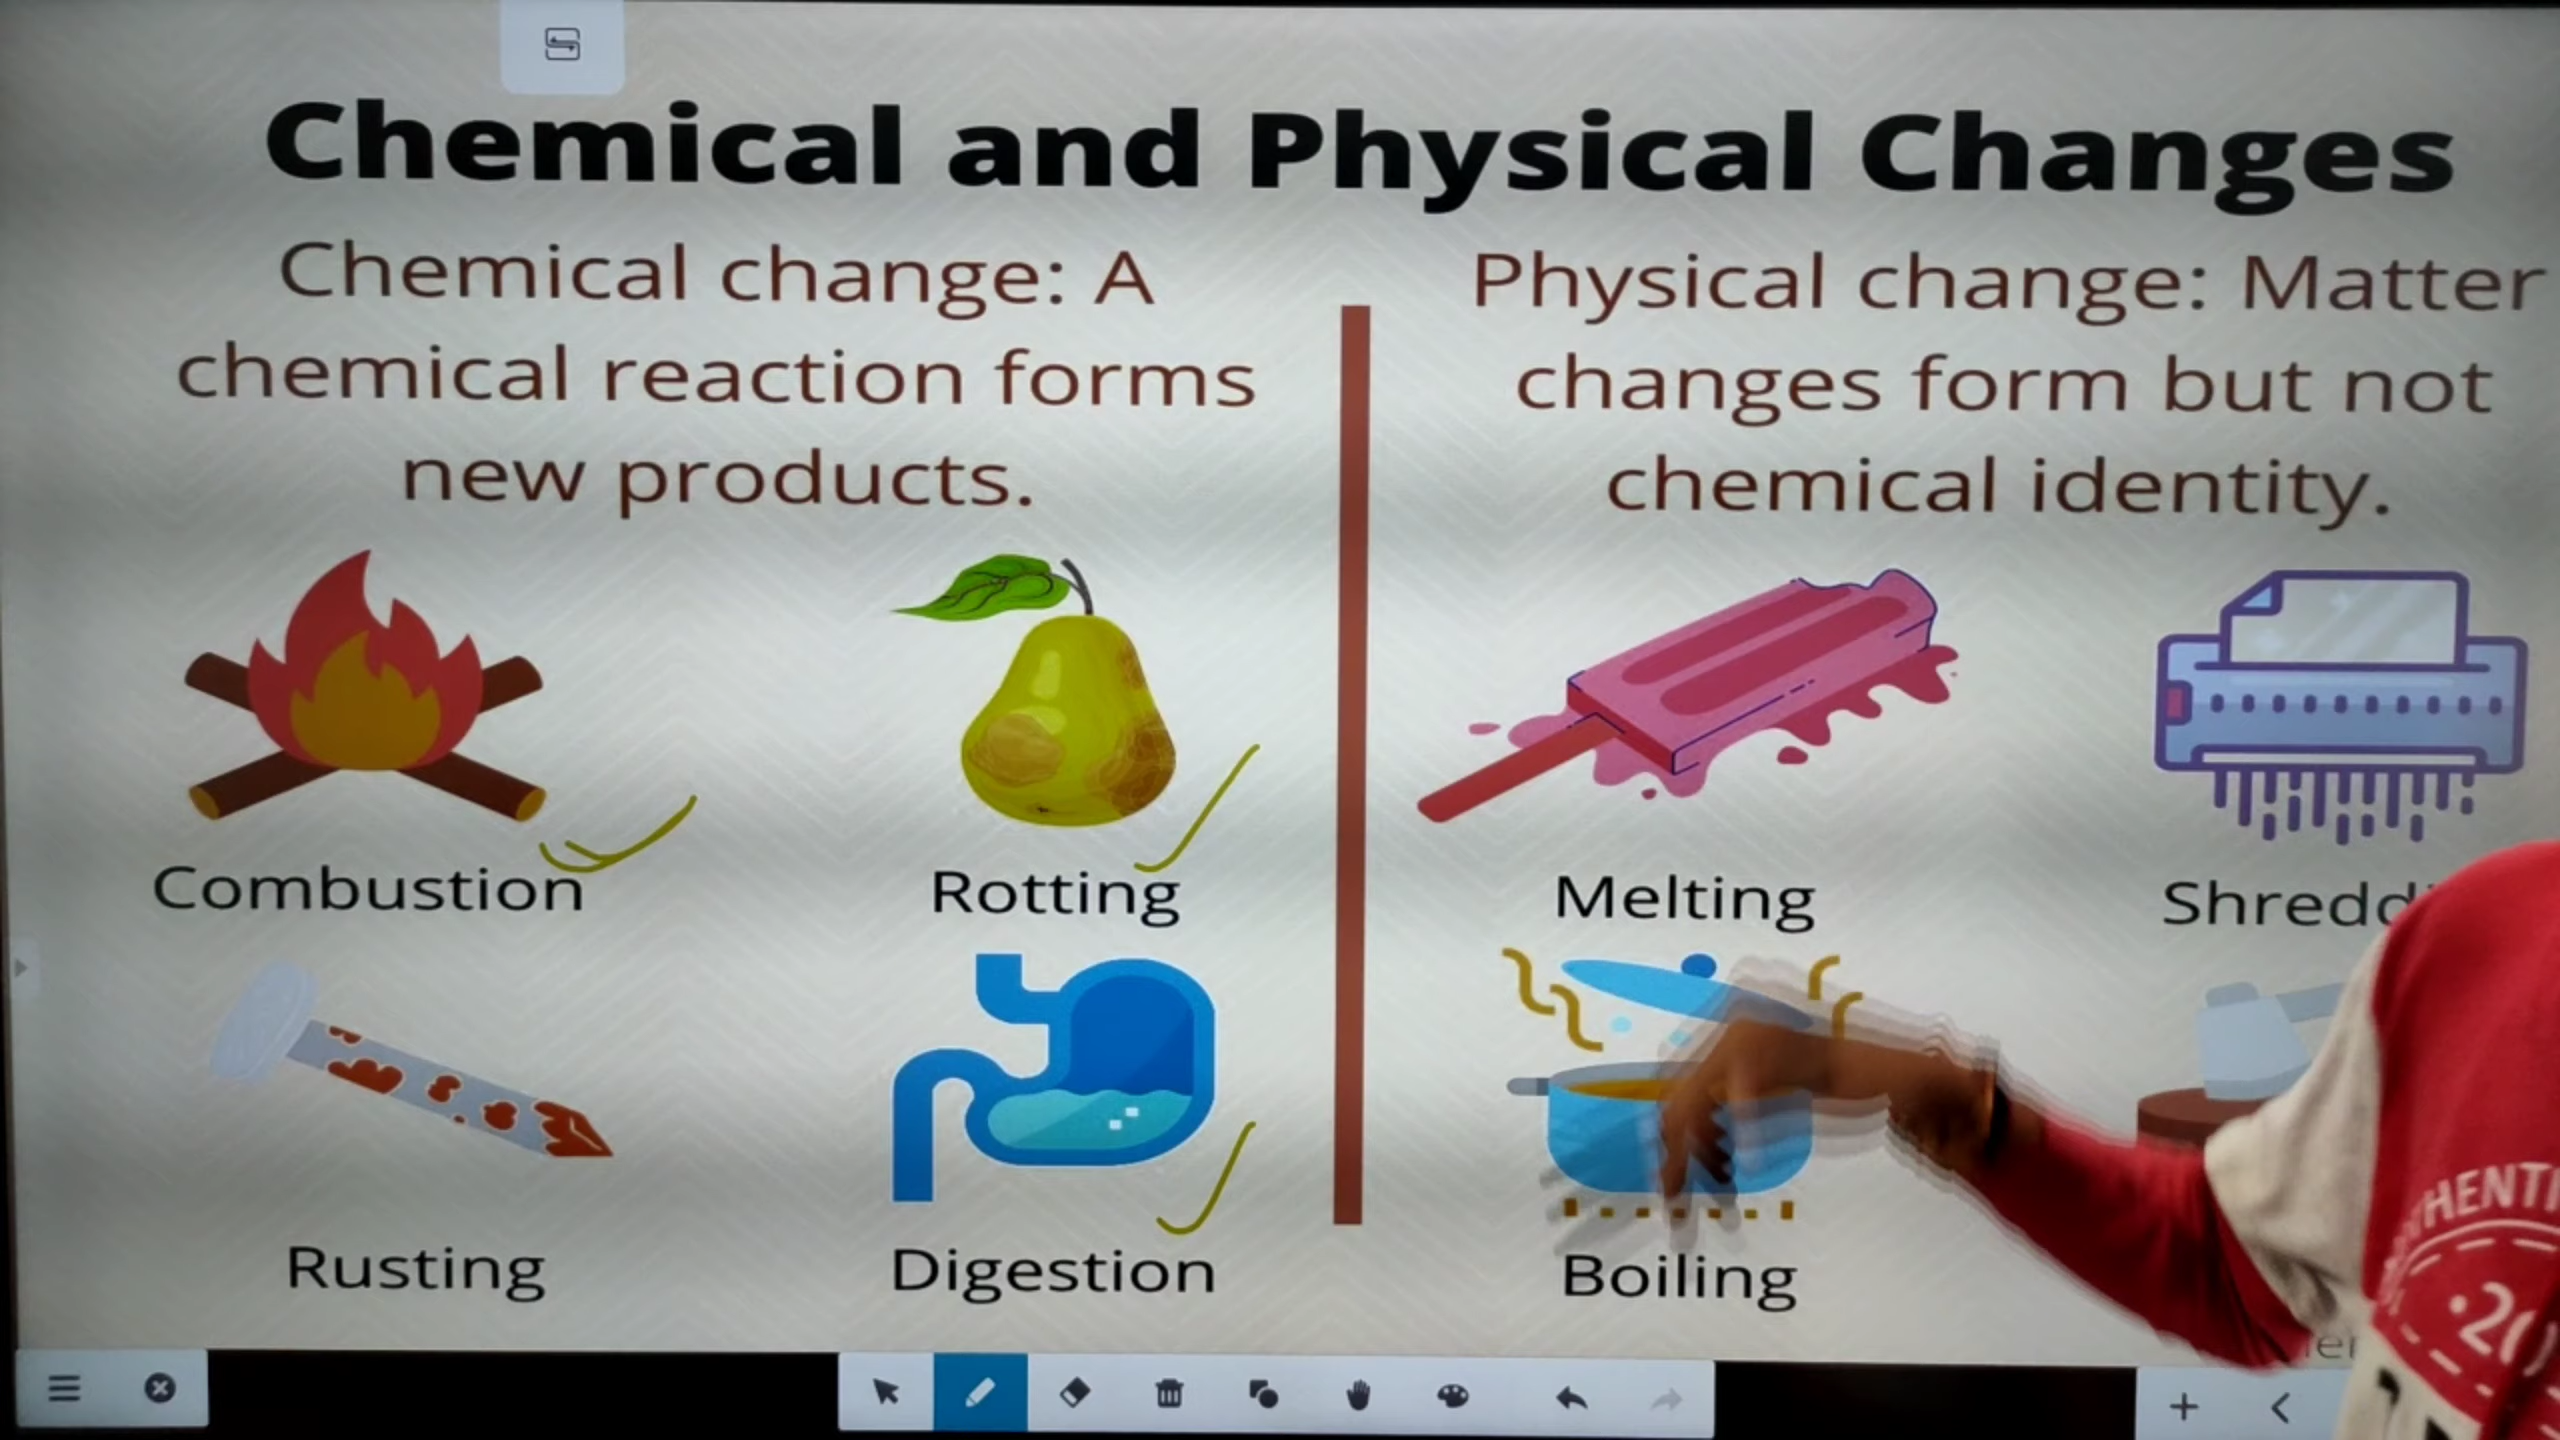 Chemical and Physical Changes
Chemical change: A
chemical reaction forms
new products.
Physical change: Matter
changes form but not
chemical identity.
Combustion
Rotting
Melting
Rusting
Digestion
Boiling